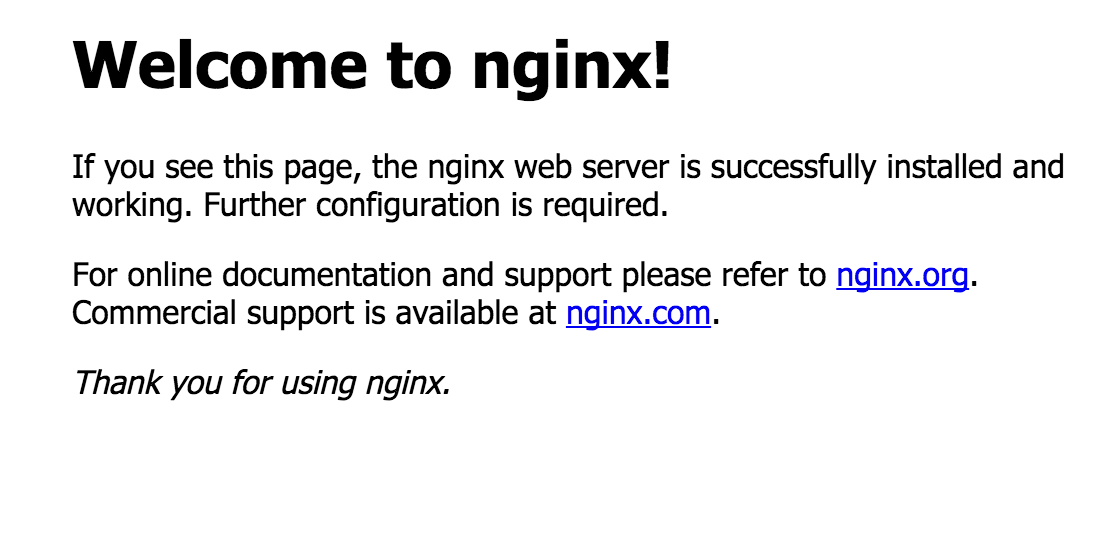 Welcome to nginx!
If you see this page, the nginx web server is successfully installed and
working. Further configuration is required.
For online documentation and support please refer to nginx.org.
Commercial support is available at nginx.com.
Thank you for using nginx.